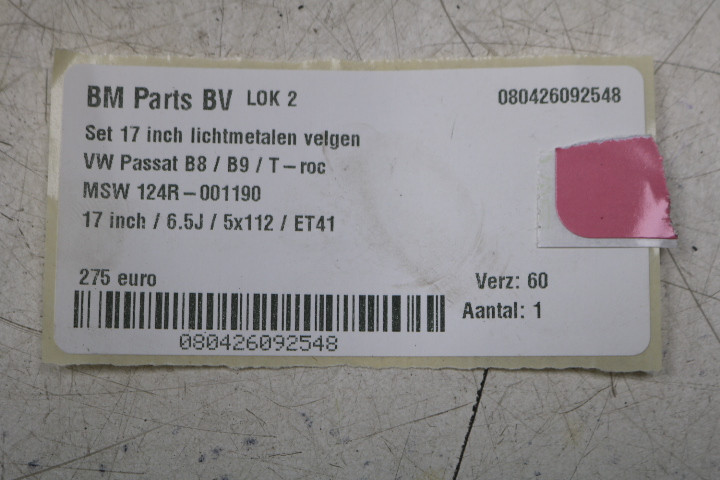 BM Parts BV LOK 2 080426092548
Set 17 inch lichtmetalen velgen
VW Passat B8 / B9 / T-roc
MSW 124R-001190
17 inch / 6.5J / 5x112 / ET41
275 euro Verz: 60
Aantal: 1
080426092548